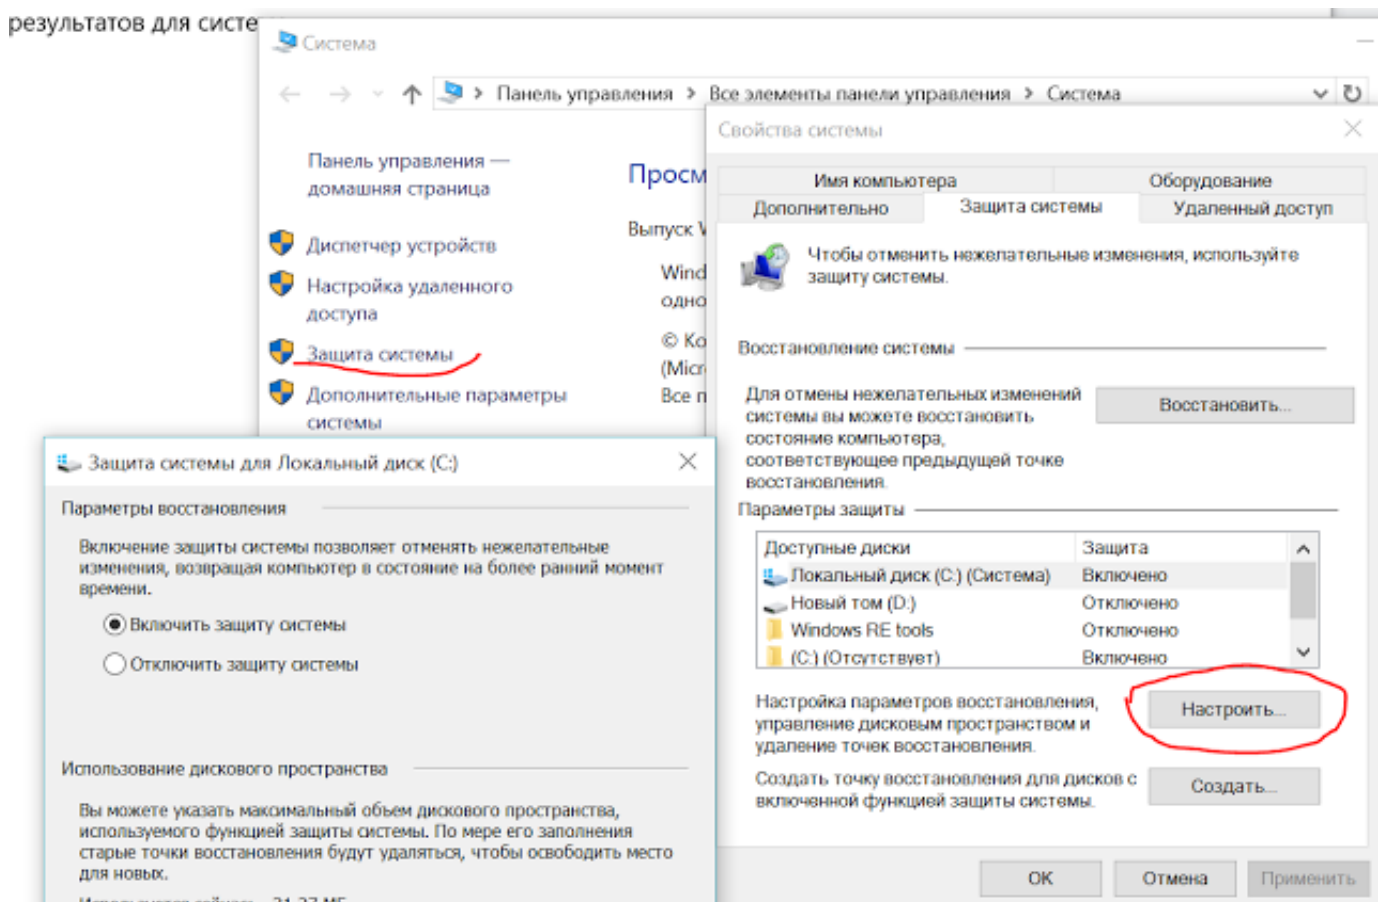 результатов для
Система
Панель управления > Все элементы панели управления > Система
Панель управления —
домашняя страница
Диспетчер устройств
Настройка удаленного
доступа
Защита системы
Дополнительные параметры
системы
Выпуск
© 
Все
Свойства системы
Имя компьютера
Оборудование
Дополнительно
Защита системы
Удаленный доступ
Чтобы отменить нежелательные изменения, используйте
защиту системы.
Восстановление системы
Для отмены нежелательных изменений
системы вы можете восстановить
состояние компьютера,
соответствующее предыдущей точке
восстановления.
Восстановить...
Параметры защиты
Доступные диски Защита
Локальный диск (C:) (Система) Включено
Новый том (D:) Отключено
Windows RE tools Отключено
(C:) (Отсутствует) Включено
Настройка параметров восстановления,
управление дисковым пространством и
удаление точек восстановления.
Настроить...
Создать точку восстановления для дисков с
включенной функцией защиты системы.
Создать...
ОК
Отмена
Применить
Защита системы для Локальный диск (C:)
Параметры восстановления
Включение защиты системы позволяет отменять нежелательные
изменения, возвращая компьютер в состояние на более ранний момент
времени.
Включить защиту системы
Отключить защиту системы
Использование дискового пространства
Вы можете указать максимальный объем дискового пространства,
используемого функцией защиты системы. По мере его заполнения
старые точки восстановления будут удаляться, чтобы освободить место
для новых.